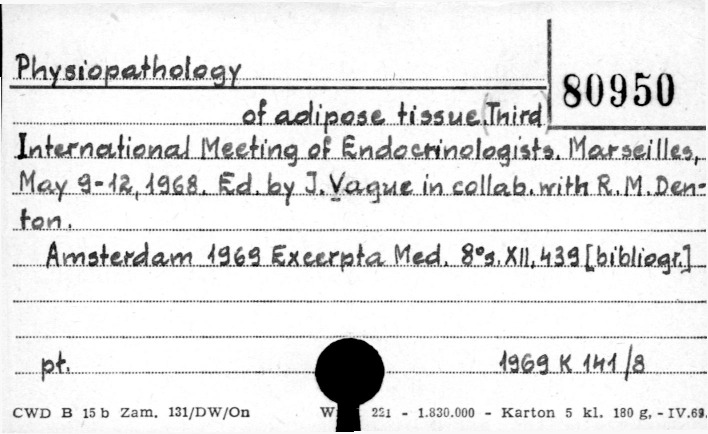 Physiopathology
80950
of adipose tissue (Third)
International Meeting of Endocrinologists. Marseilles,
May 9-12, 1968. Ed. by J. Vague in collab. with R. M. Den-
ton.
Amsterdam 1969 Excerpta Med. 8°s. XII, 439 [bibliogr.]
pt. 1969 K 141/8
CWD B 15 b Zam. 131/DW/On W 221 - 1.830.000 - Karton 5 kl. 180 g. - IV.69.